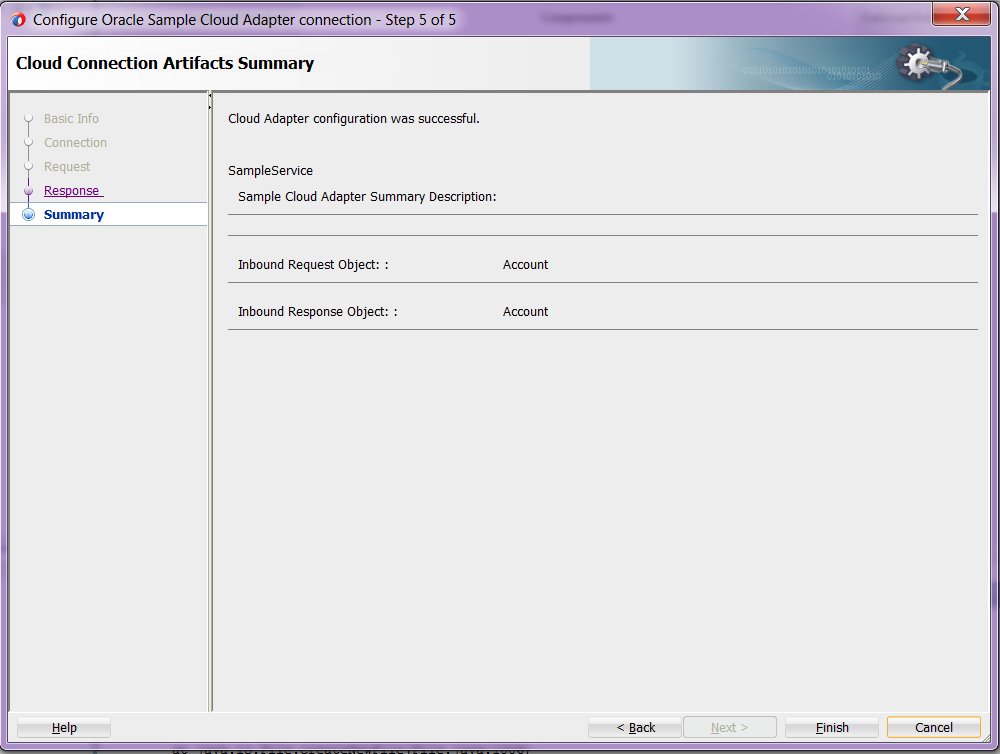 Configure Oracle Sample Cloud Adapter connection - Step 5 of 5
Components
Cloud Connection Artifacts Summary
Basic Info
Connection
Request
Response
Summary
Cloud Adapter configuration was successful.
SampleService
Sample Cloud Adapter Summary Description:
Inbound Request Object: : Account
Inbound Response Object: : Account
Help
< Back
Next >
Finish
Cancel